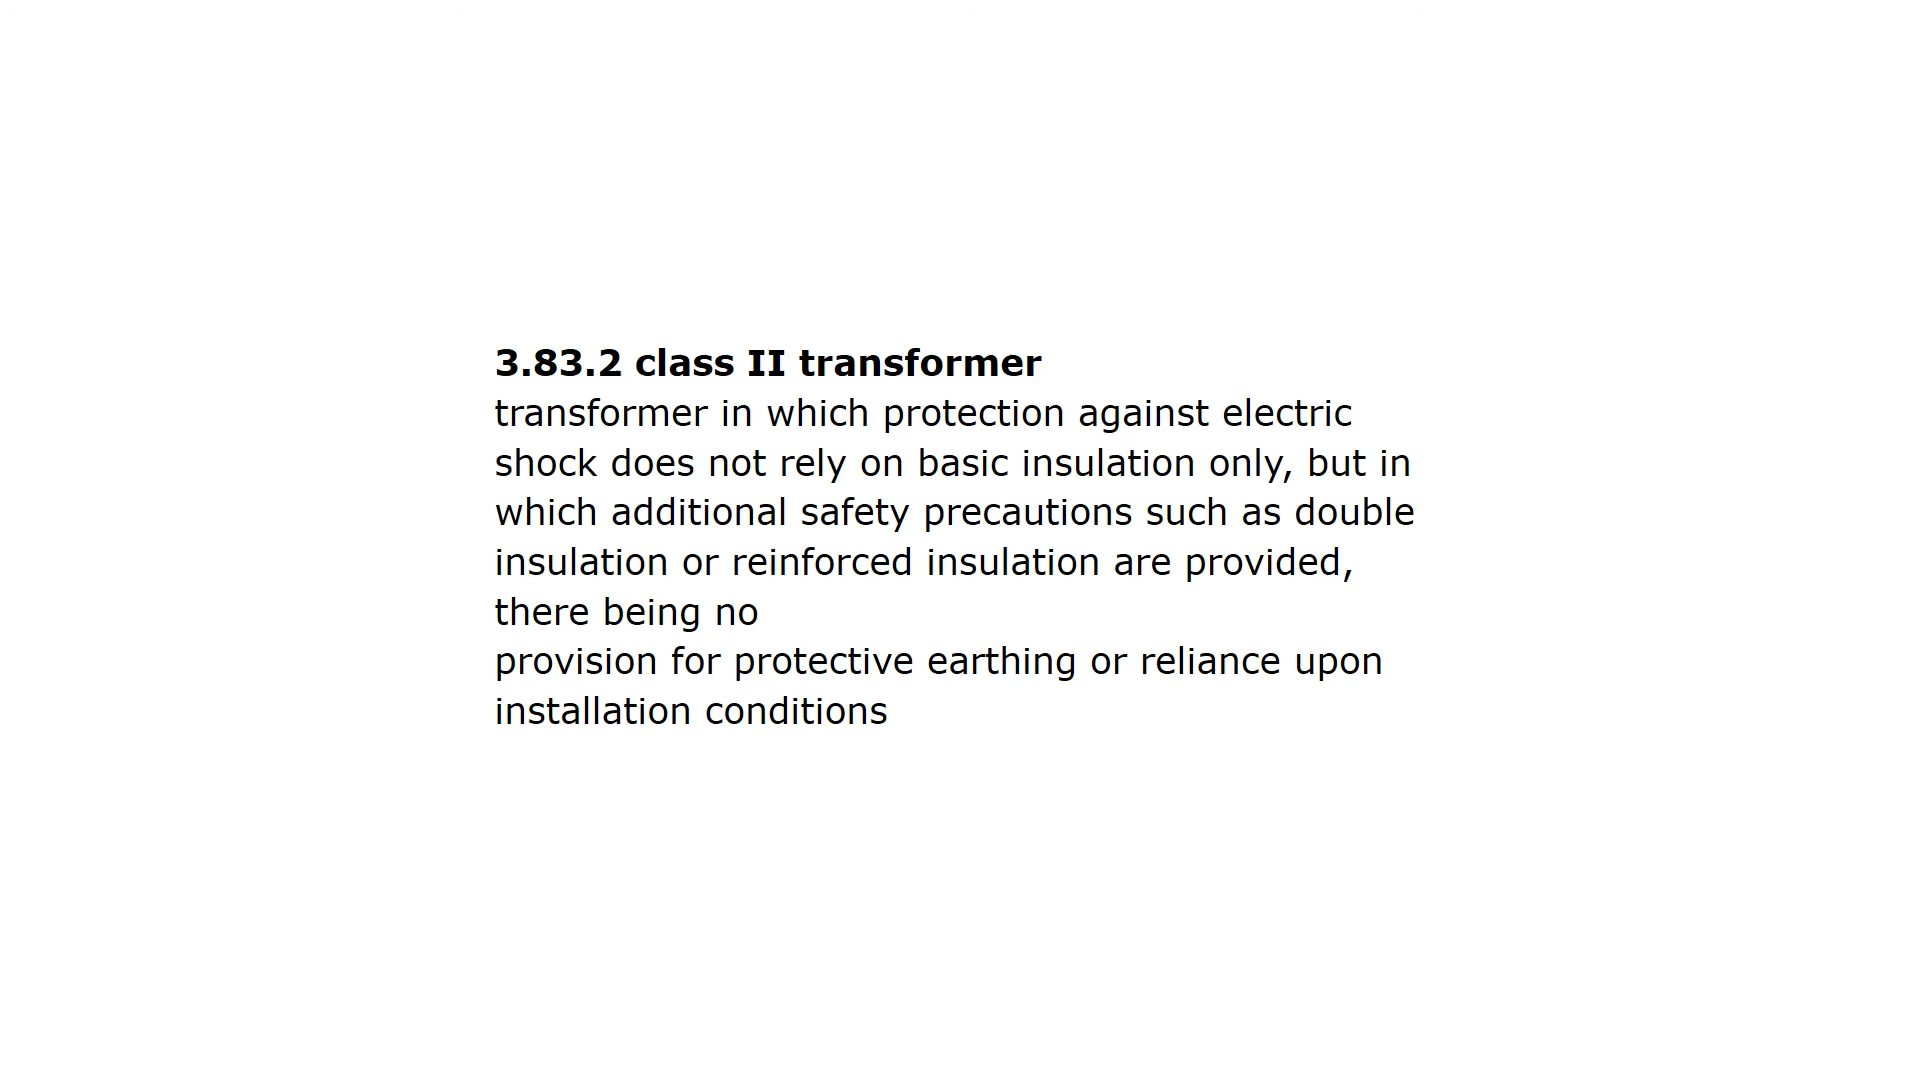 3.83.2 class II transformer
transformer in which protection against electric
shock does not rely on basic insulation only, but in
which additional safety precautions such as double
insulation or reinforced insulation are provided,
there being no
provision for protective earthing or reliance upon
installation conditions